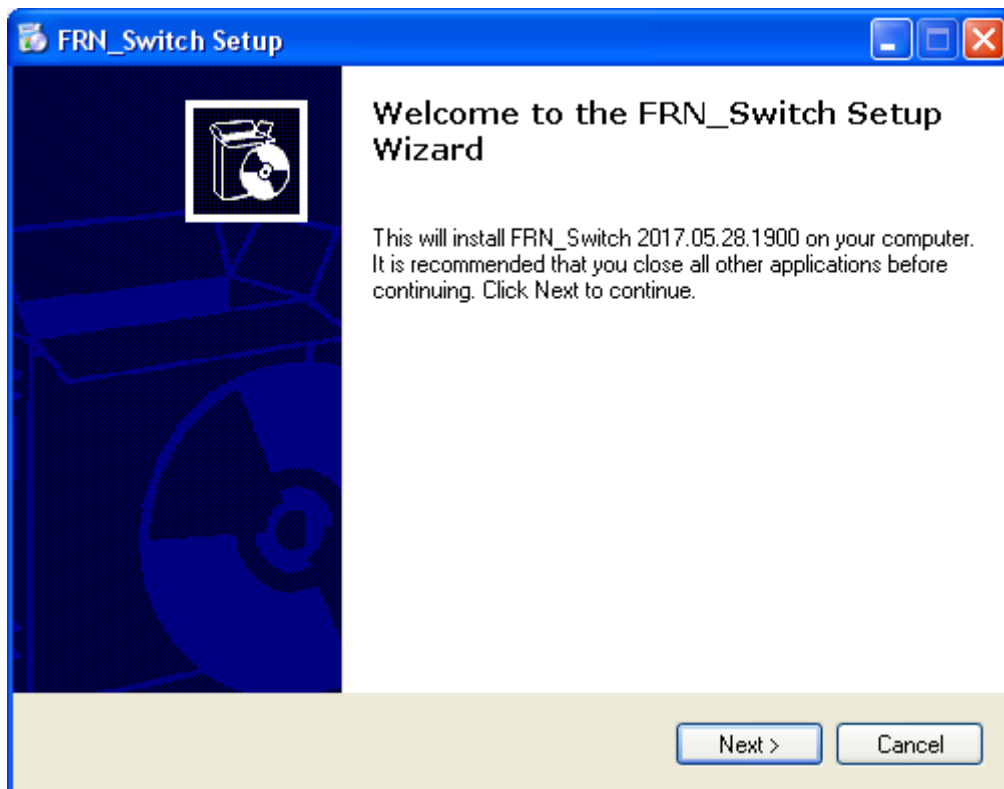 FRN_Switch Setup
Welcome to the FRN_Switch Setup
Wizard
This will install FRN_Switch 2017.05.28.1900 on your computer.
It is recommended that you close all other applications before
continuing. Click Next to continue.
Next >
Cancel